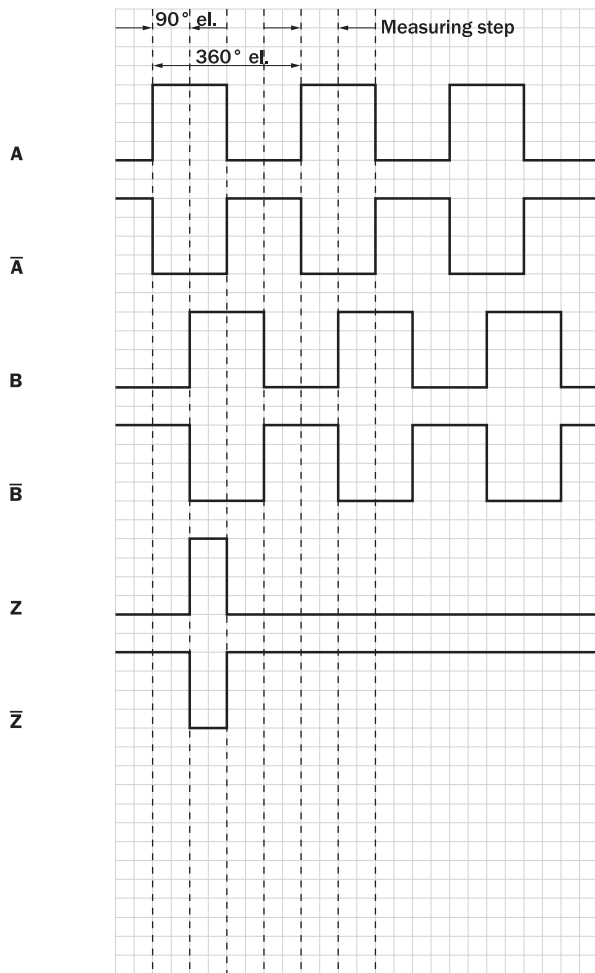 90° el.
Measuring step
360° el.
A
A̅
B
B̅
Z
Z̅